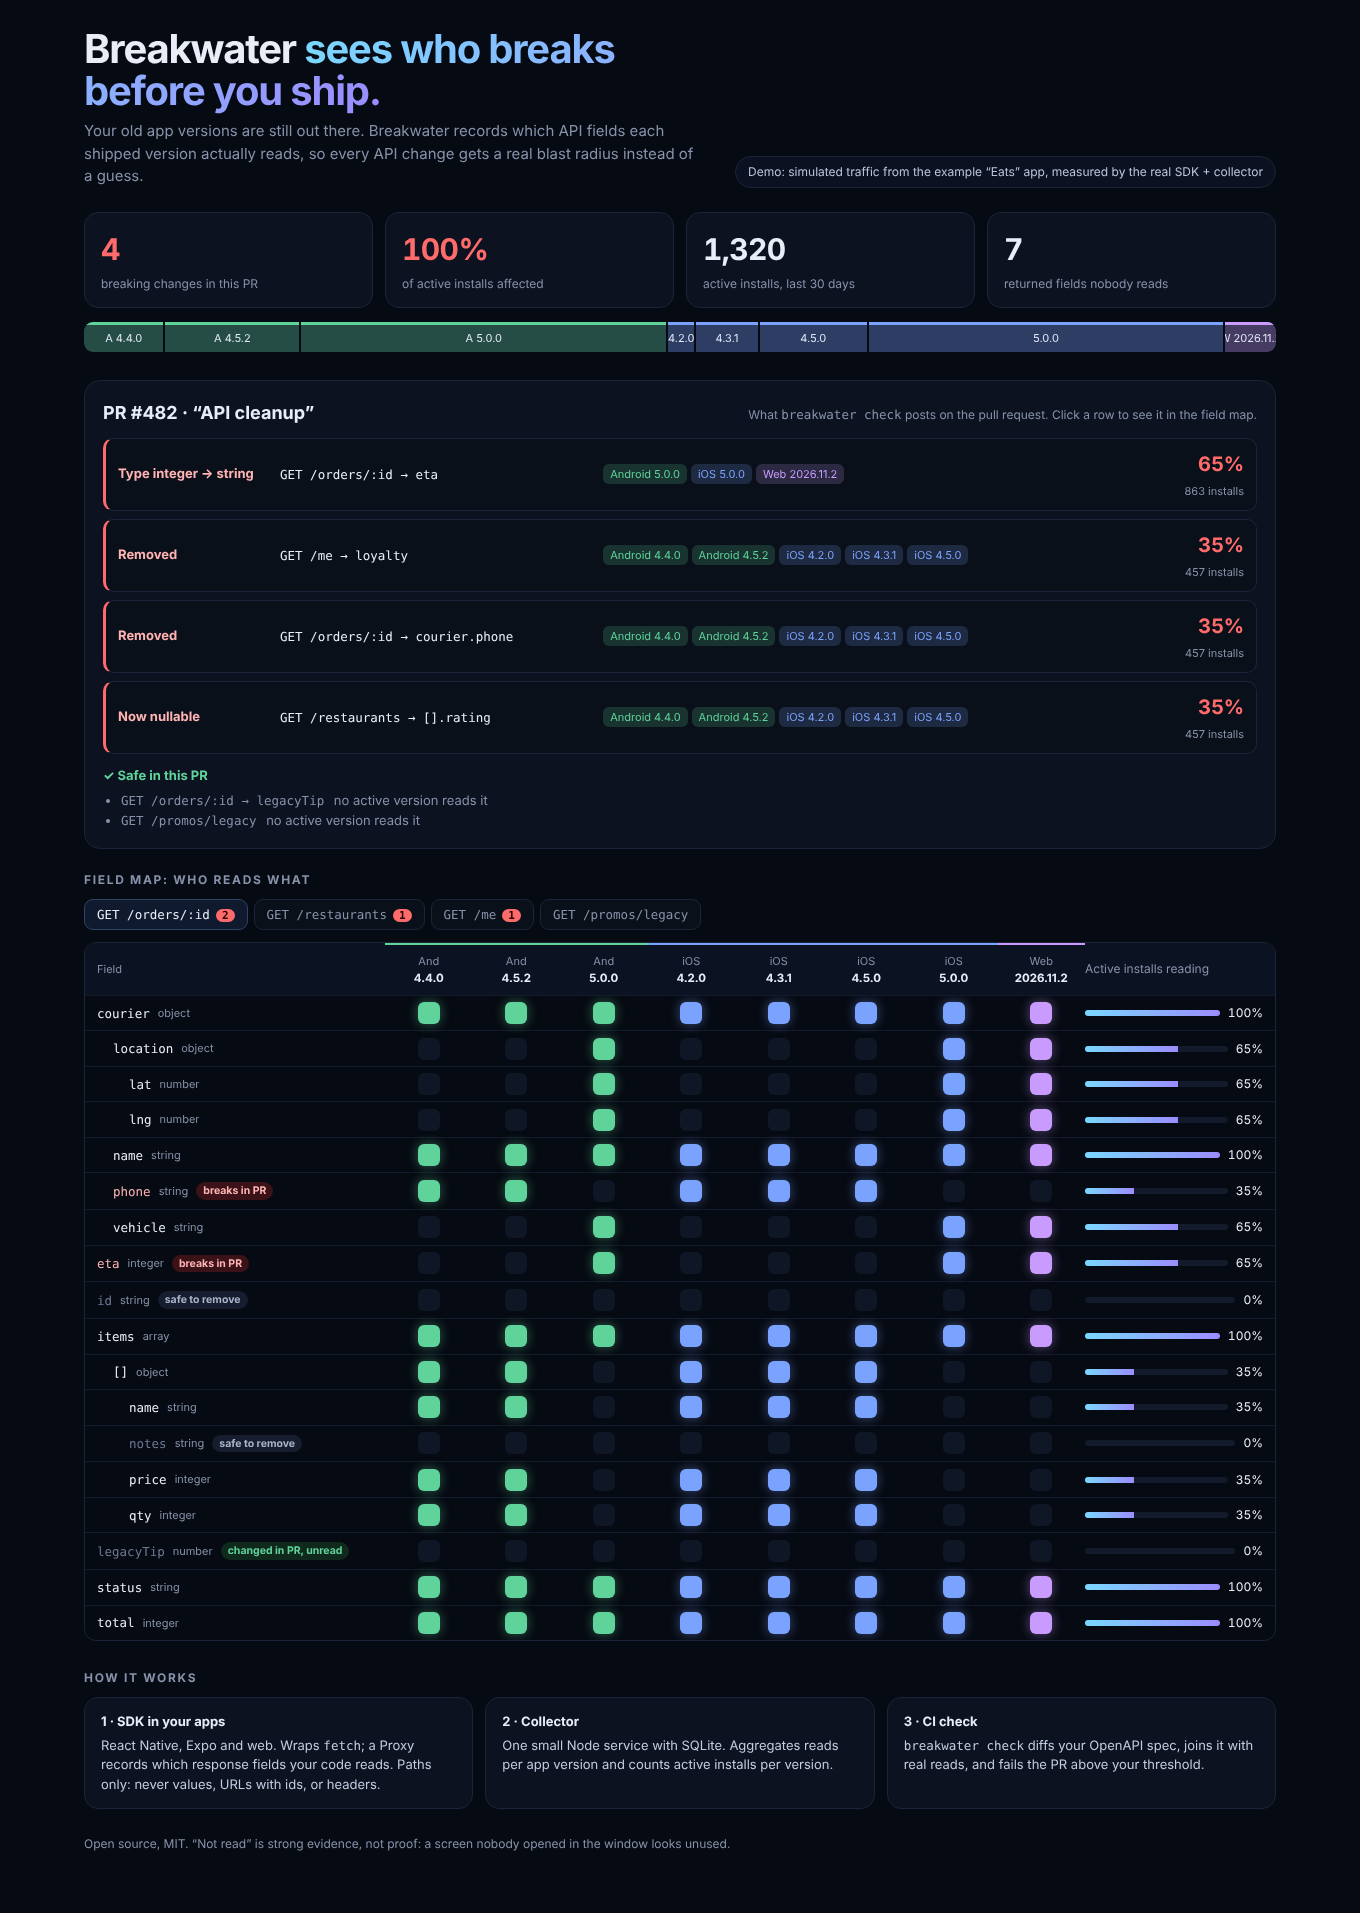 Breakwater sees who breaks
before you ship.
Your old app versions are still out there. Breakwater records which API fields each
shipped version actually reads, so every API change gets a real blast radius instead of
a guess.
Demo: simulated traffic from the example “Eats” app, measured by the real SDK + collector
4
breaking changes in this PR
100%
of active installs affected
1,320
active installs, last 30 days
7
returned fields nobody reads
A 4.4.0 A 4.5.2 A 5.0.0 4.2.0 4.3.1 4.5.0 5.0.0 2026.11.
PR #482 · “API cleanup”
What breakwater check posts on the pull request. Click a row to see it in the field map.
Type integer → string GET /orders/:id → eta Android 5.0.0 iOS 5.0.0 Web 2026.11.2 65%
863 installs
Removed GET /me → loyalty Android 4.4.0 Android 4.5.2 iOS 4.2.0 iOS 4.3.1 iOS 4.5.0 35%
457 installs
Removed GET /orders/:id → courier.phone Android 4.4.0 Android 4.5.2 iOS 4.2.0 iOS 4.3.1 iOS 4.5.0 35%
457 installs
Now nullable GET /restaurants → [].rating Android 4.4.0 Android 4.5.2 iOS 4.2.0 iOS 4.3.1 iOS 4.5.0 35%
457 installs
✓ Safe in this PR
• GET /orders/:id → legacyTip no active version reads it
• GET /promos/legacy no active version reads it
FIELD MAP: WHO READS WHAT
GET /orders/:id 2 GET /restaurants 1 GET /me 1 GET /promos/legacy
Field And 4.4.0 And 4.5.2 And 5.0.0 iOS 4.2.0 iOS 4.3.1 iOS 4.5.0 iOS 5.0.0 Web 2026.11.2 Active installs reading
courier object 100%
location object 65%
lat number 65%
lng number 65%
name string 100%
phone string breaks in PR 35%
vehicle string 65%
eta integer breaks in PR 65%
id string safe to remove 0%
items array 100%
[] object 35%
name string 35%
notes string safe to remove 0%
price integer 35%
qty integer 35%
legacyTip number changed in PR, unread 0%
status string 100%
total integer 100%
HOW IT WORKS
1 · SDK in your apps
React Native, Expo and web. Wraps fetch; a Proxy
records which response fields your code reads. Paths
only: never values, URLs with ids, or headers.
2 · Collector
One small Node service with SQLite. Aggregates reads
per app version and counts active installs per version.
3 · CI check
breakwater check diffs your OpenAPI spec, joins it with
real reads, and fails the PR above your threshold.
Open source, MIT. “Not read” is strong evidence, not proof: a screen nobody opened in the window looks unused.